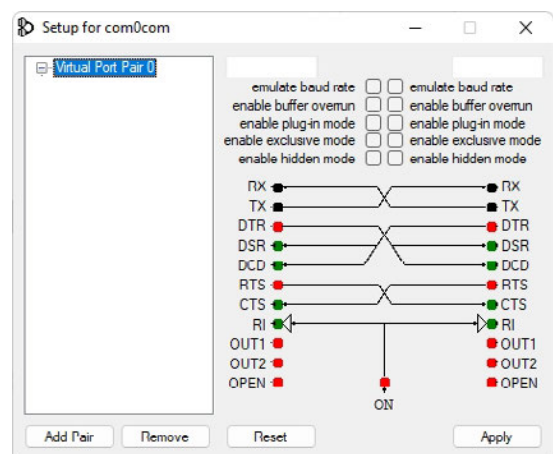 Setup for com0com
Virtual Port Pair 0
emulate baud rate emulate baud rate
enable buffer overrun enable buffer overrun
enable plug-in mode enable plug-in mode
enable exclusive mode enable exclusive mode
enable hidden mode enable hidden mode
RX RX
TX TX
DTR DTR
DSR DSR
DCD DCD
RTS RTS
CTS CTS
RI RI
OUT1 OUT1
OUT2 OUT2
OPEN OPEN
ON
Add Pair Remove Reset Apply